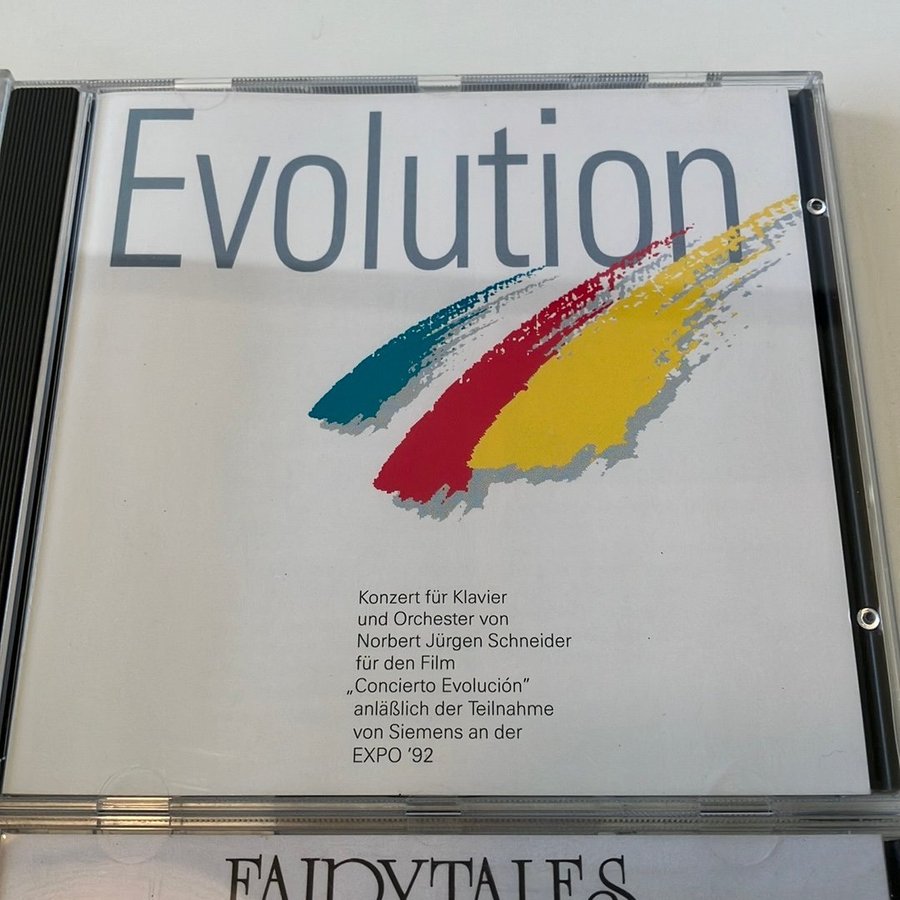 Evolution
Konzert für Klavier
und Orchester von
Norbert Jürgen Schneider
für den Film
„Concierto Evolución”
anläßlich der Teilnahme
von Siemens an der
EXPO '92
FAIRYTALES